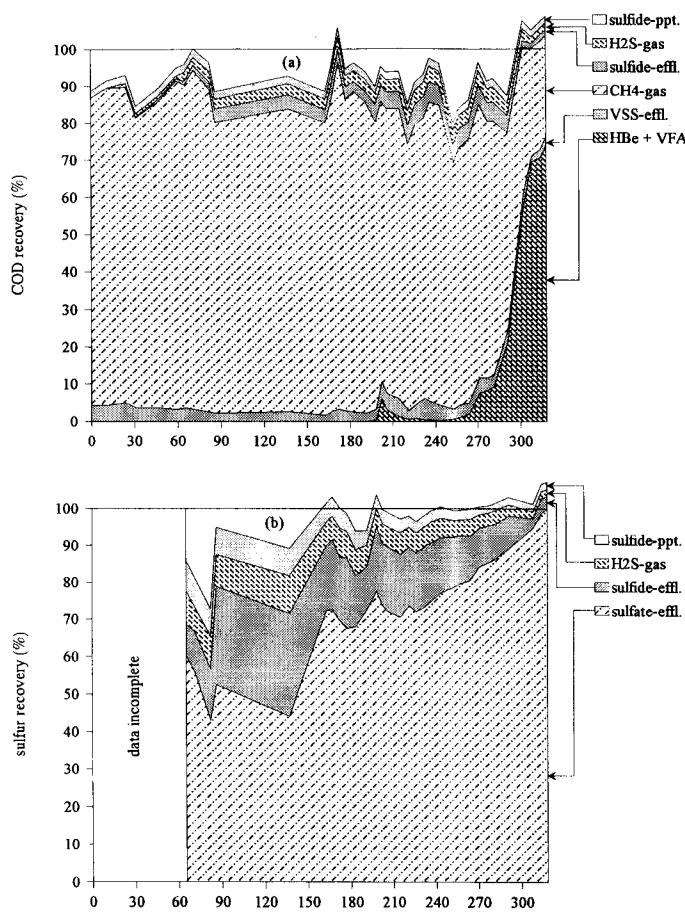 sulfide-ppt.
H2S-gas
sulfide-effl.
CH4-gas
VSS-effl.
HBe + VFA
(a)
COD recovery (%)
100
90
80
70
60
50
40
30
20
10
0
0 30 60 90 120 150 180 210 240 270 300
(b)
sulfide-ppt.
H2S-gas
sulfide-effl.
sulfate-effl.
sulfur recovery (%)
data incomplete
100
90
80
70
60
50
40
30
30
20
10
0
0 30 60 90 120 150 180 210 240 270 300